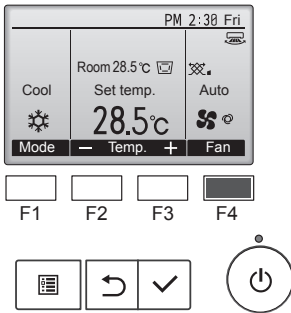 PM 2:30 Fri
Room 28.5°C
Cool Set temp. Auto
28.5°C
Mode — Temp. + Fan
F1 F2 F3 F4